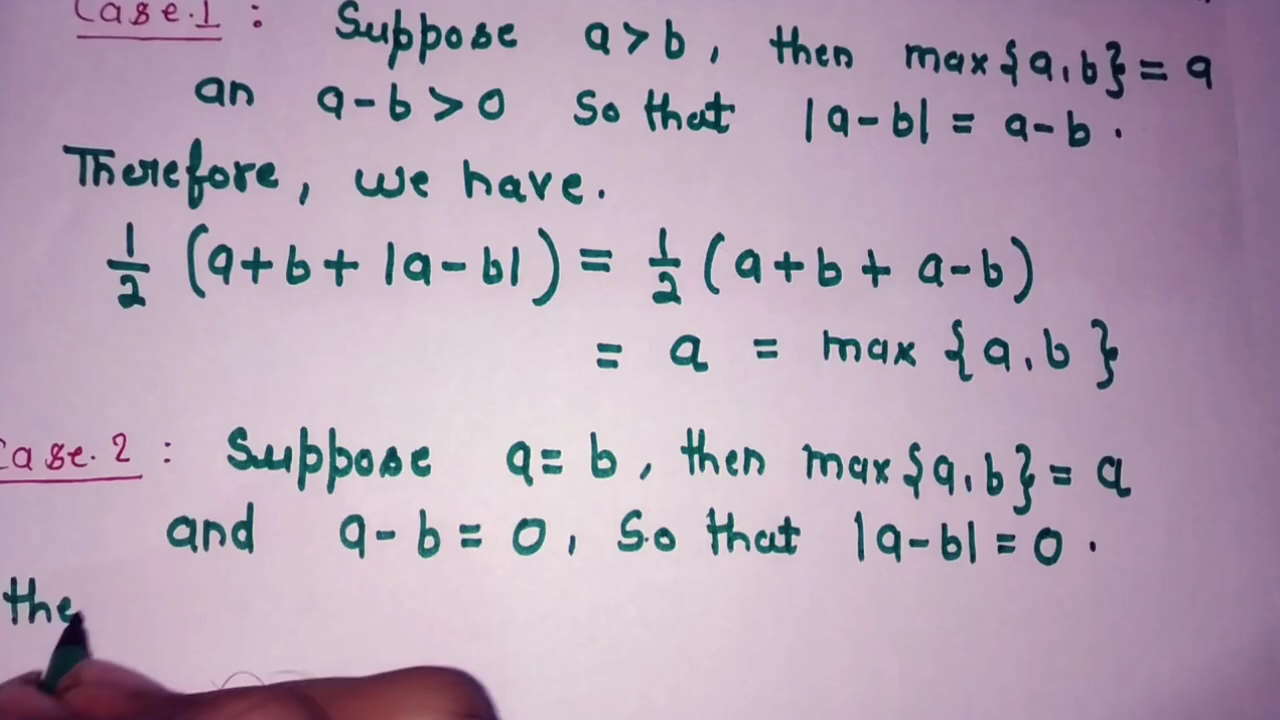 Case.1 : Suppose a > b , then max{a,b} = a
an a-b > 0 So that |a-b| = a-b .
Therefore, we have.
1/2 (a+b+ |a-b|) = 1/2 (a+b+ a-b)
= a = max {a,b}
Case.2 : Suppose a= b , then max{a,b} = a
and a-b = 0 , So that |a-b| = 0 .
the